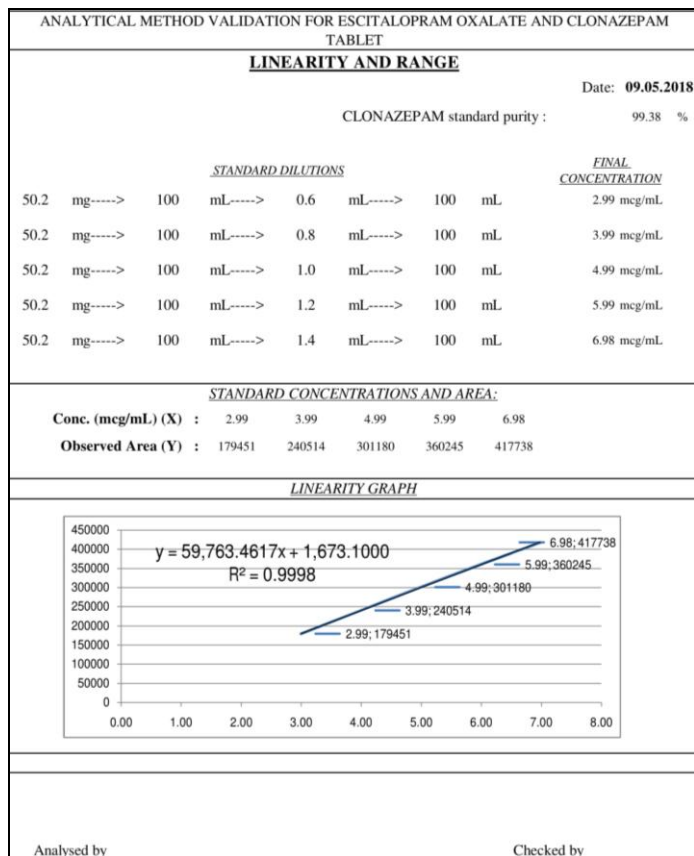 ANALYTICAL METHOD VALIDATION FOR ESCITALOPRAM OXALATE AND CLONAZEPAM
TABLET
LINEARITY AND RANGE
Date: 09.05.2018
CLONAZEPAM standard purity : 99.38 %
STANDARD DILUTIONS
FINAL
CONCENTRATION
50.2 mg-----> 100 mL-----> 0.6 mL-----> 100 mL 2.99 mcg/mL
50.2 mg-----> 100 mL-----> 0.8 mL-----> 100 mL 3.99 mcg/mL
50.2 mg-----> 100 mL-----> 1.0 mL-----> 100 mL 4.99 mcg/mL
50.2 mg-----> 100 mL-----> 1.2 mL-----> 100 mL 5.99 mcg/mL
50.2 mg-----> 100 mL-----> 1.4 mL-----> 100 mL 6.98 mcg/mL
STANDARD CONCENTRATIONS AND AREA:
Conc. (mcg/mL) (X) : 2.99 3.99 4.99 5.99 6.98
Observed Area (Y) : 179451 240514 301180 360245 417738
LINEARITY GRAPH
y = 59,763.4617x + 1,673.1000
R² = 0.9998
450000
400000
350000
300000
250000
200000
150000
100000
50000
0
6.98; 417738
5.99; 360245
4.99; 301180
3.99; 240514
2.99; 179451
0.00 1.00 2.00 3.00 4.00 5.00 6.00 7.00 8.00
Analysed by Checked by